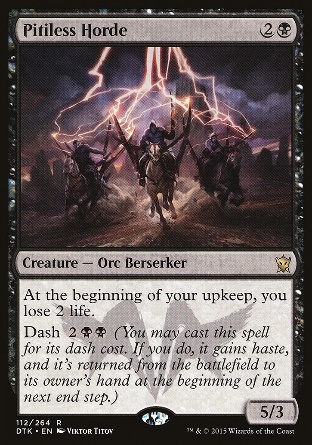 Pitiless Horde 2
Creature — Orc Berserker
At the beginning of your upkeep, you
lose 2 life.
Dash 2 (You may cast this spell
for its dash cost. If you do, it gains haste,
and it's returned from the battlefield to
its owner's hand at the beginning of the
next end step.)
5/3
112/264 R
DTK • EN Viktor Titov
™ & © 2015 Wizards of the Coast